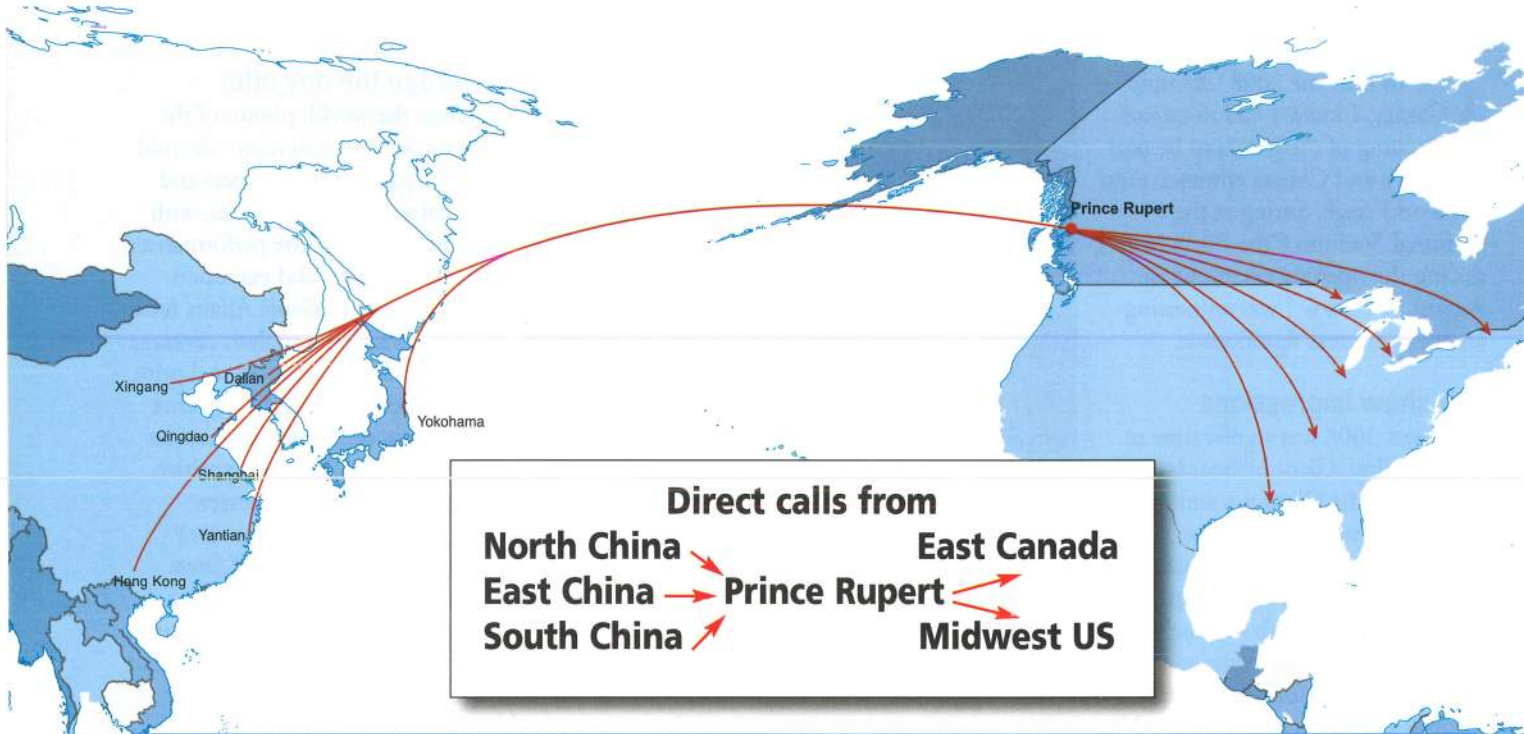 Prince Rupert
Xingang
Dalian
Yokohama
Qingdao
Shanghai
Yantian
Hong Kong
Direct calls from
North China
East Canada
East China
Prince Rupert
South China
Midwest US